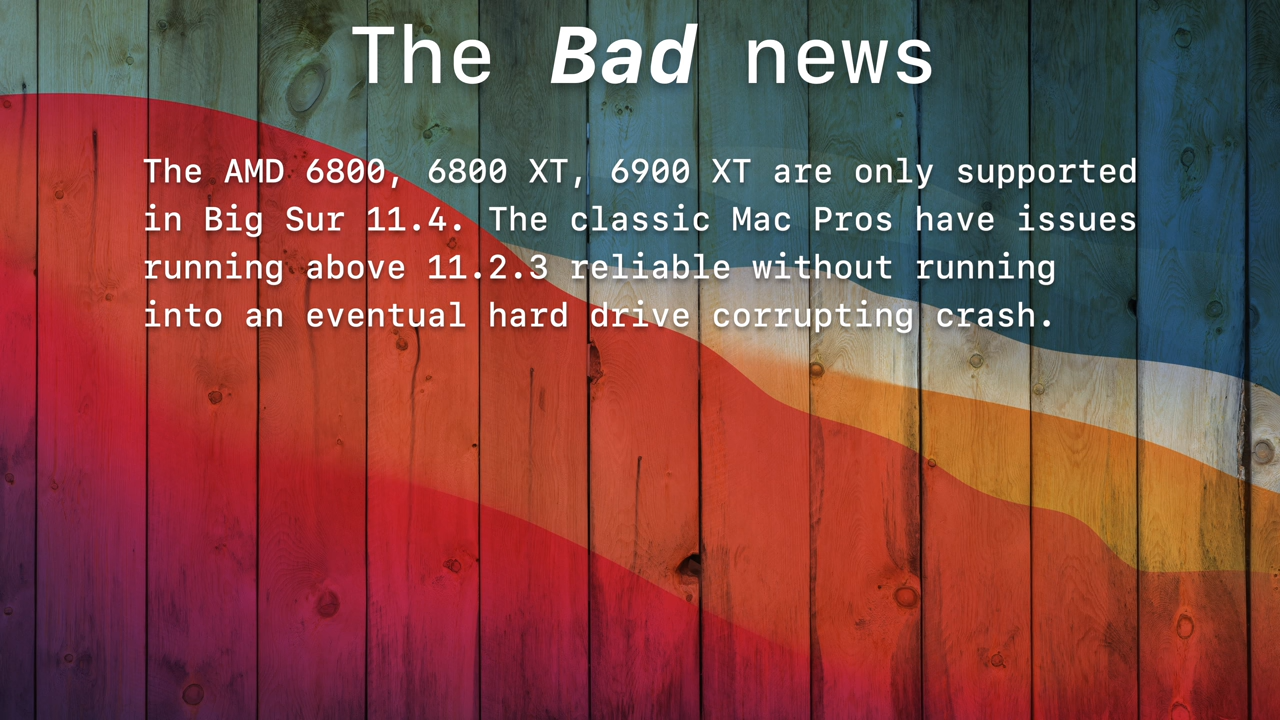 The Bad news
The AMD 6800, 6800 XT, 6900 XT are only supported
in Big Sur 11.4. The classic Mac Pros have issues
running above 11.2.3 reliable without running
into an eventual hard drive corrupting crash.